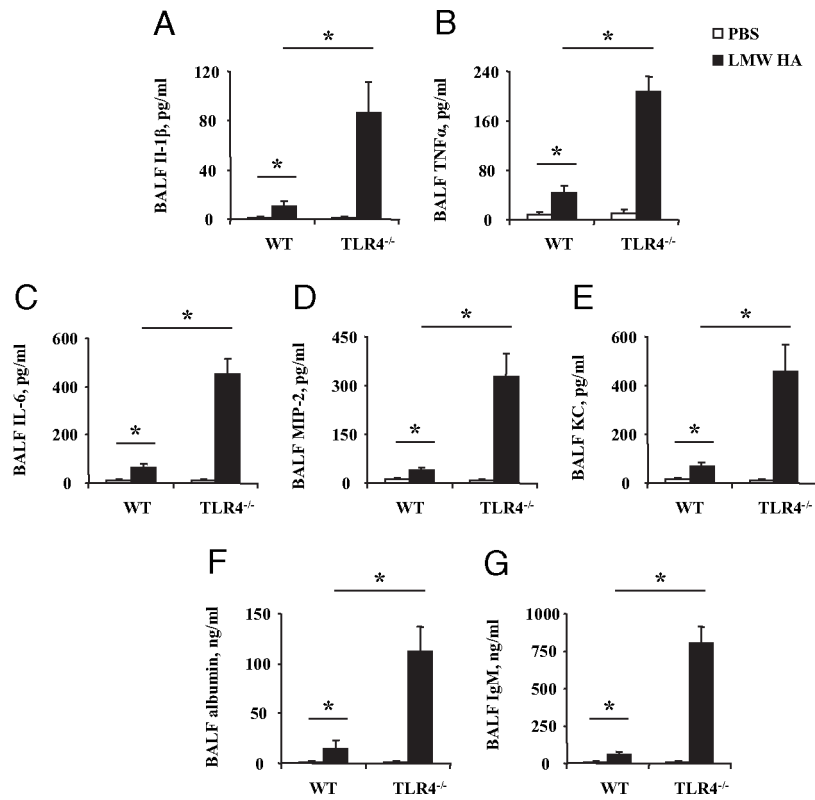 A
B
PBS
LMW HA
*
*
BALF Il-1β, pg/ml
120
80
40
0
*
WT
TLR4-/-
BALF TNFα, pg/ml
240
160
80
0
*
WT
TLR4-/-
C
D
E
*
*
*
BALF IL-6, pg/ml
600
400
200
0
*
WT
TLR4-/-
BALF MIP-2, pg/ml
450
300
150
0
*
WT
TLR4-/-
BALF KC, pg/ml
600
400
200
0
*
WT
TLR4-/-
F
G
*
*
BALF albumin, ng/ml
150
100
50
0
*
WT
TLR4-/-
BALF IgM, ng/ml
1000
750
500
250
0
*
WT
TLR4-/-